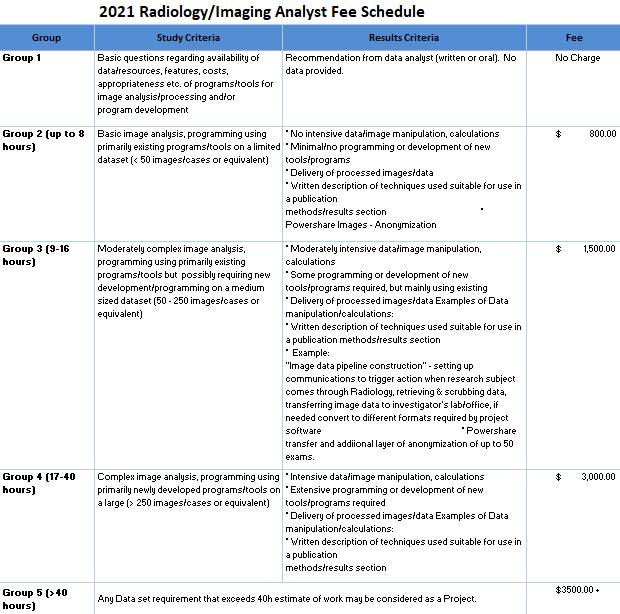 2021 Radiology/Imaging Analyst Fee Schedule
Group
Study Criteria
Results Criteria
Fee
Group 1
Basic questions regarding availability of
data/resources, features, costs,
appropriateness etc. of programs/tools for
image analysis/processing and/or
program development
Recommendation from data analyst (written or oral). No
data provided.
No Charge
Group 2 (up to 8
hours)
Basic image analysis, programming using
primarily existing programs/tools on a limited
dataset (< 50 images/cases or equivalent)
* No intensive data/image manipulation, calculations
* Minimal/no programming or development of new
tools/programs
* Delivery of processed images/data
* Written description of techniques used suitable for use in
a publication
methods/results section *
Powershare Images - Anonymization
$ 800.00
Group 3 (9-16
hours)
Moderately complex image analysis,
programming using primarily existing
programs/tools but possibly requiring new
development/programming on a medium
sized dataset (50 - 250 images/cases or
equivalent)
* Moderately intensive data/image manipulation,
calculations
* Some programming or development of new
tools/programs required, but mainly using existing
* Delivery of processed images/data Examples of Data
manipulation/calculations:
* Written description of techniques used suitable for use in
a publication methods/results section
* Example:
"Image data pipeline construction" - setting up
communications to trigger action when research subject
comes through Radiology, retrieving & scrubbing data,
transferring image data to investigator's lab/office, if
needed convert to different formats required by project
software * Powershare
transfer and addiional layer of anonymization of up to 50
exams.
$ 1,500.00
Group 4 (17-40
hours)
Complex image analysis, programming using
primarily newly developed programs/tools on
a large (> 250 images/cases or equivalent)
* Intensive data/image manipulation, calculations
* Extensive programming or development of new
tools/programs required
* Delivery of processed images/data Examples of Data
manipulation/calculations:
* Written description of techniques used suitable for use in
a publication
methods/results section
$ 3,000.00
Group 5 (>40
hours)
Any Data set requirement that exceeds 40h estimate of work may be considered as a Project.
$3500.00 +